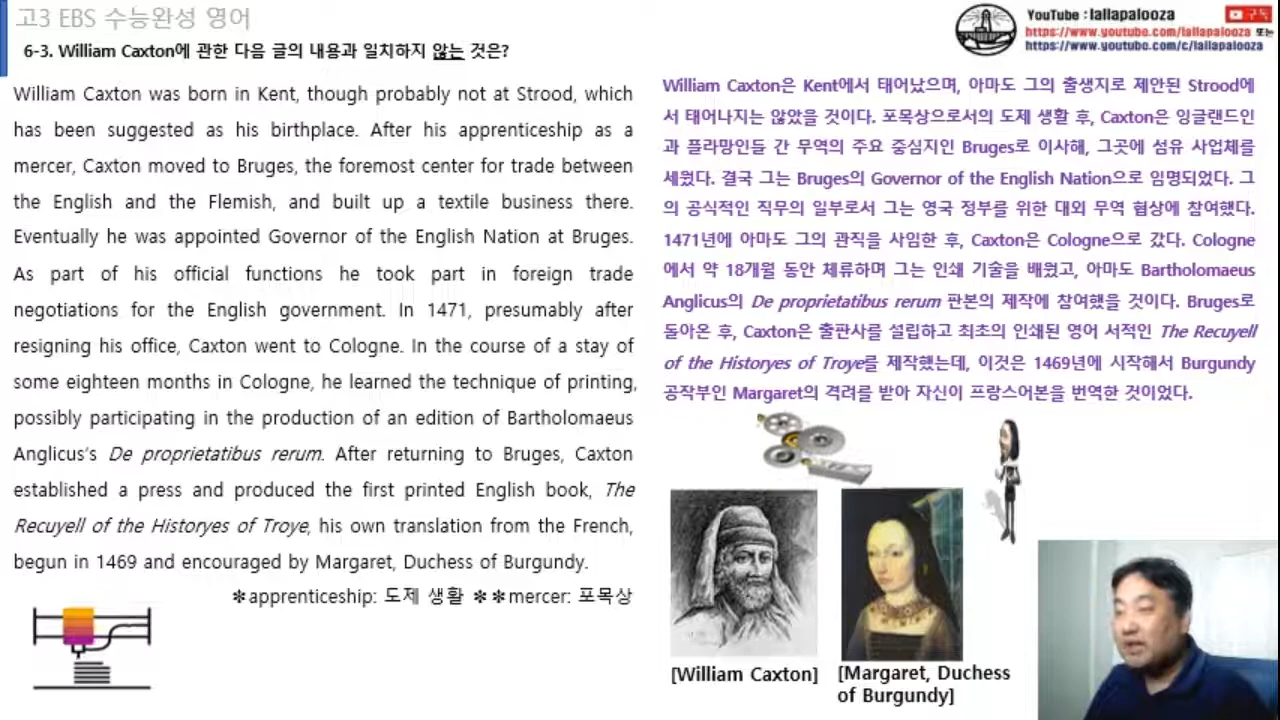 고3 EBS 수능완성 영어
6-3. William Caxton에 관한 다음 글의 내용과 일치하지 않는 것은?
YouTube : lallapalooza
구독
https://www.youtube.com/lallapalooza 또는
https://www.youtube.com/c/lallapalooza
William Caxton was born in Kent, though probably not at Strood, which
has been suggested as his birthplace. After his apprenticeship as a
mercer, Caxton moved to Bruges, the foremost center for trade between
the English and the Flemish, and built up a textile business there.
Eventually he was appointed Governor of the English Nation at Bruges.
As part of his official functions he took part in foreign trade
negotiations for the English government. In 1471, presumably after
resigning his office, Caxton went to Cologne. In the course of a stay of
some eighteen months in Cologne, he learned the technique of printing,
possibly participating in the production of an edition of Bartholomaeus
Anglicus's De proprietatibus rerum. After returning to Bruges, Caxton
established a press and produced the first printed English book, The
Recuyell of the Historyes of Troye, his own translation from the French,
begun in 1469 and encouraged by Margaret, Duchess of Burgundy.
✻apprenticeship: 도제 생활 ✻✻mercer: 포목상
William Caxton은 Kent에서 태어났으며, 아마도 그의 출생지로 제안된 Strood에
서 태어나지는 않았을 것이다. 포목상으로서의 도제 생활 후, Caxton은 잉글랜드인
과 플라망인들 간 무역의 주요 중심지인 Bruges로 이사해, 그곳에 섬유 사업체를
세웠다. 결국 그는 Bruges의 Governor of the English Nation으로 임명되었다. 그
의 공식적인 직무의 일부로서 그는 영국 정부를 위한 대외 무역 협상에 참여했다.
1471년에 아마도 그의 관직을 사임한 후, Caxton은 Cologne으로 갔다. Cologne
에서 약 18개월 동안 체류하며 그는 인쇄 기술을 배웠고, 아마도 Bartholomaeus
Anglicus의 De proprietatibus rerum 판본의 제작에 참여했을 것이다. Bruges로
돌아온 후, Caxton은 출판사를 설립하고 최초의 인쇄된 영어 서적인 The Recuyell
of the Historyes of Troye를 제작했는데, 이것은 1469년에 시작해서 Burgundy
공작부인 Margaret의 격려를 받아 자신이 프랑스어본을 번역한 것이었다.
[William Caxton]
[Margaret, Duchess
of Burgundy]